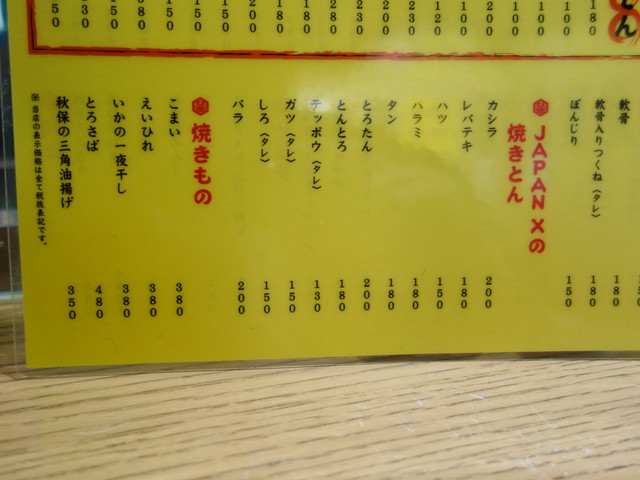 軟骨 180
軟骨入りつくね(タレ) 180
ぼんじり 150
JAPAN Xの
焼きとん
カシラ 200
レバテキ 180
ハツ 150
ハラミ 180
タン 180
とろたん 200
とんとろ 180
テッポウ(タレ) 130
ガツ(タレ) 150
しろ(タレ) 150
バラ 200
焼きもの
こまい 380
えいひれ 380
いかの一夜干し 380
とろさば 480
秋保の三角油揚げ 350
※当店の表示価格は全て税抜表記です。